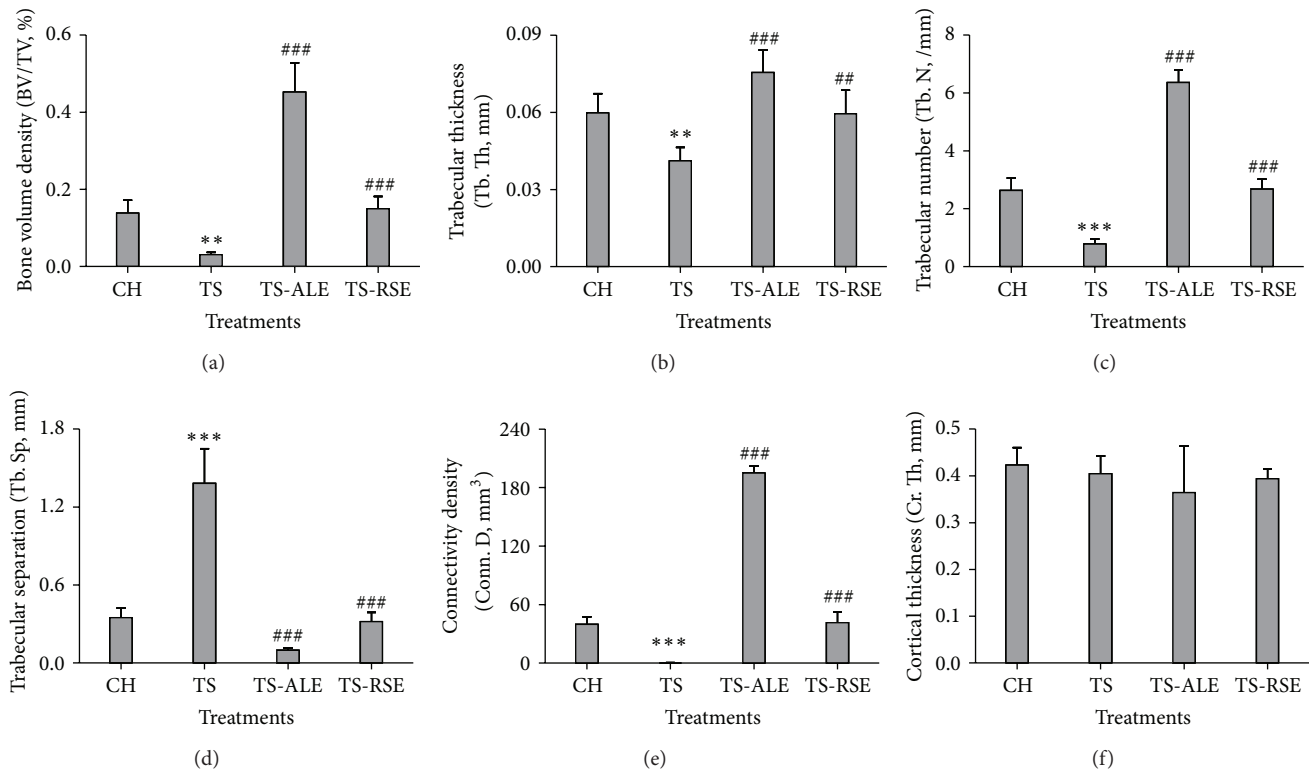 Bone volume density (BV/TV, %)
0.6
0.4
0.2
0.0
**
###
###
CH TS TS-ALE TS-RSE
Treatments
(a)
Trabecular thickness
(Tb. Th, mm)
0.09
0.06
0.03
0.00
**
###
##
CH TS TS-ALE TS-RSE
Treatments
(b)
Trabecular number (Tb. N, /mm)
8
6
4
2
0
***
###
###
CH TS TS-ALE TS-RSE
Treatments
(c)
Trabecular separation (Tb. Sp, mm)
1.8
1.2
0.6
0.0
***
###
###
CH TS TS-ALE TS-RSE
Treatments
(d)
Connectivity density
((Conn. D, mm³)
240
180
120
60
0
***
###
###
CH TS TS-ALE TS-RSE
Treatments
(e)
Cortical thickness (Cr. Th, mm)
0.5
0.4
0.3
0.2
0.1
0.0
CH TS TS-ALE TS-RSE
Treatments
(f)